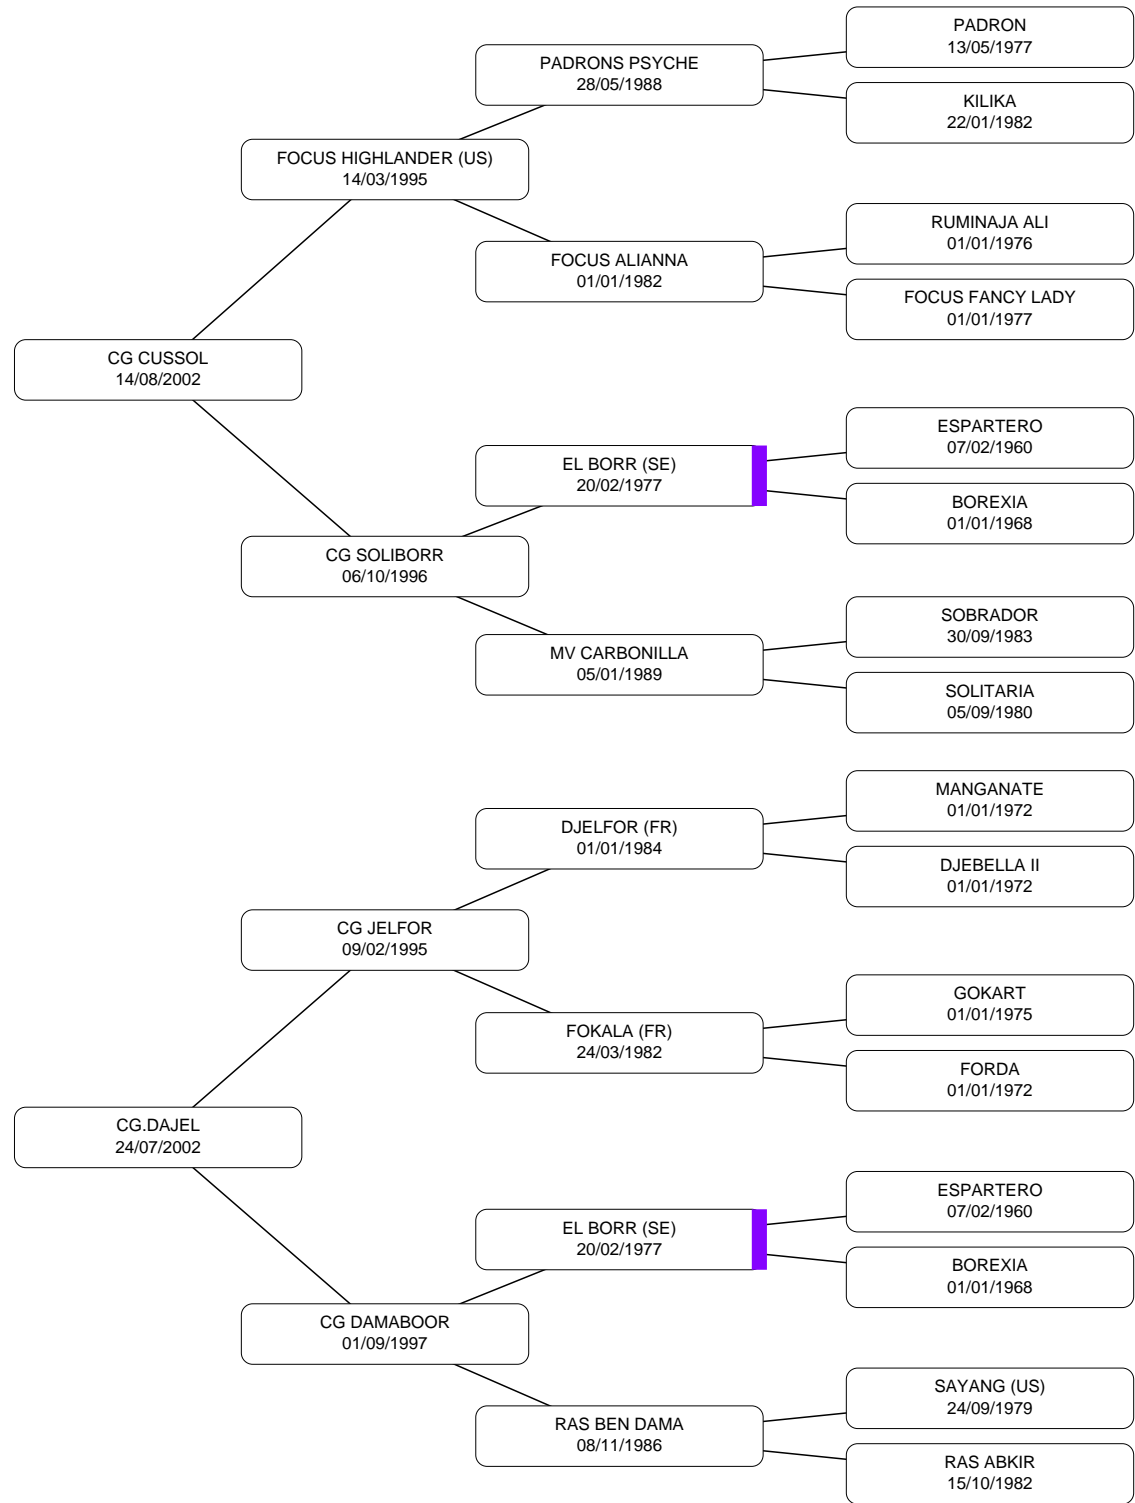 PADRON
13/05/1977
PADRONS PSYCHE
28/05/1988
KILIKA
22/01/1982
FOCUS HIGHLANDER (US)
14/03/1995
RUMINAJA ALI
01/01/1976
FOCUS ALIANNA
01/01/1982
FOCUS FANCY LADY
01/01/1977
CG CUSSOL
14/08/2002
ESPARTERO
07/02/1960
EL BORR (SE)
20/02/1977
BOREXIA
01/01/1968
CG SOLIBORR
06/10/1996
SOBRADOR
30/09/1983
MV CARBONILLA
05/01/1989
SOLITARIA
05/09/1980
MANGANATE
01/01/1972
DJELFOR (FR)
01/01/1984
DJEBELLA II
01/01/1972
CG JELFOR
09/02/1995
GOKART
01/01/1975
FOKALA (FR)
24/03/1982
FORDA
01/01/1972
CG.DAJEL
24/07/2002
ESPARTERO
07/02/1960
EL BORR (SE)
20/02/1977
BOREXIA
01/01/1968
CG DAMABOOR
01/09/1997
SAYANG (US)
24/09/1979
RAS BEN DAMA
08/11/1986
RAS ABKIR
15/10/1982